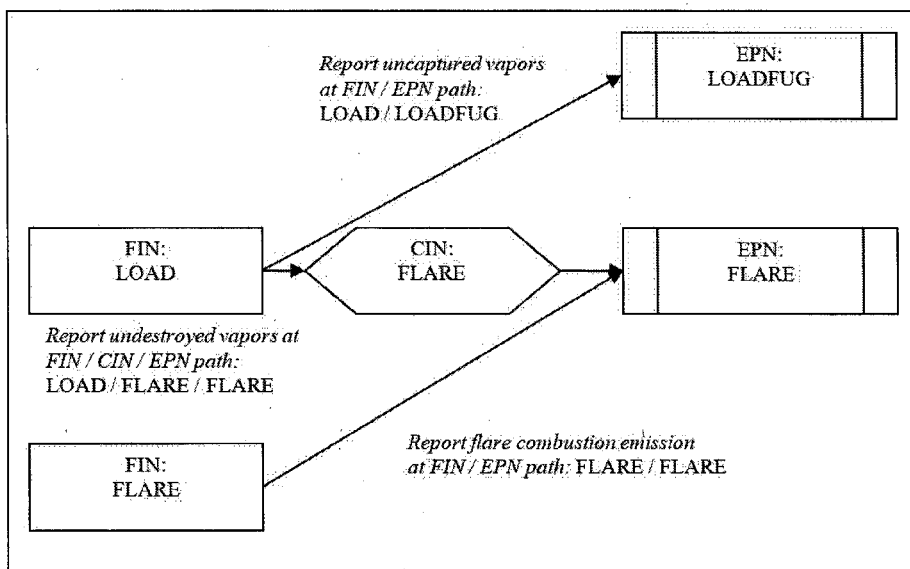 Report uncaptured vapors
at FIN / EPN path:
LOAD / LOADFUG
EPN:
LOADFUG
FIN:
LOAD
CIN:
FLARE
EPN:
FLARE
Report undestroyed vapors at
FIN / CIN / EPN path:
LOAD / FLARE / FLARE
FIN:
FLARE
Report flare combustion emission
at FIN / EPN path: FLARE / FLARE